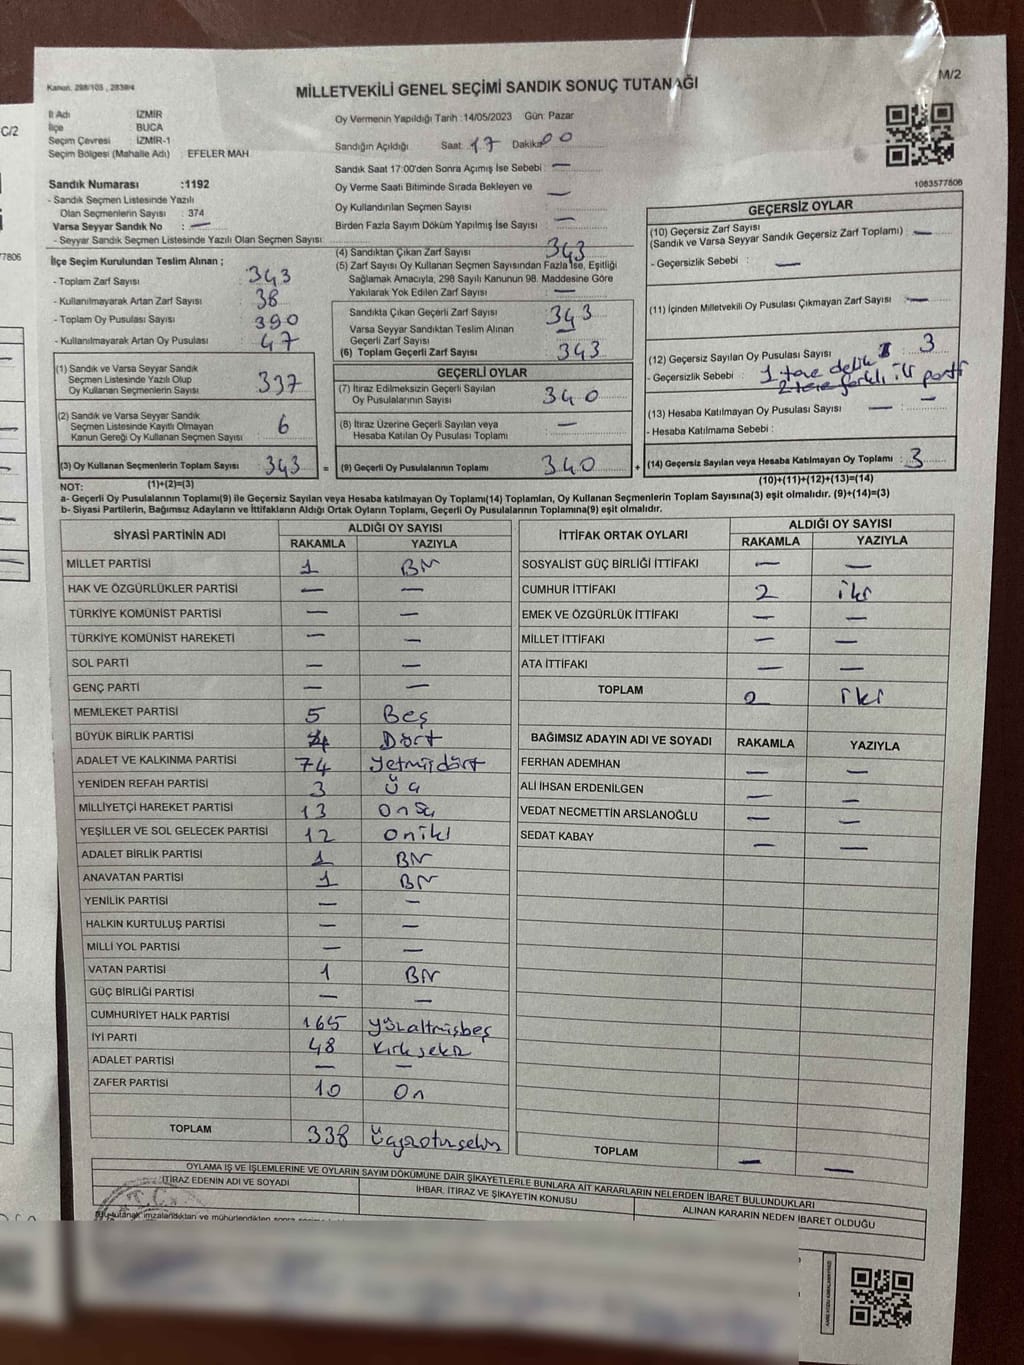 Kanun, 298/103 , 2839/4
MİLLETVEKİLİ GENEL SEÇİMİ SANDIK SONUÇ TUTANAĞI
M/2
C/2
İl Adı İZMİR
İlçe BUCA
Seçim Çevresi İZMİR-1
Seçim Bölgesi (Mahalle Adı) : EFELER MAH
Sandık Numarası :1192
- Sandık Seçmen Listesinde Yazılı
Olan Seçmenlerin Sayısı : 374
Varsa Seyyar Sandık No : —
- Seyyar Sandık Seçmen Listesinde Yazılı Olan Seçmen Sayısı
Oy Vermenin Yapıldığı Tarih :14/05/2023 Gün: Pazar
Sandığın Açıldığı Saat: 17 Dakika 00
Sandık Saat 17:00'den Sonra Açımış İse Sebebi : —
Oy Verme Saati Bitiminde Sırada Bekleyen ve
Oy Kullandırılan Seçmen Sayısı : —
Birden Fazla Sayım Döküm Yapılmış İse Sayısı : —
1083577806
77806
İlçe Seçim Kurulundan Teslim Alınan ;
- Toplam Zarf Sayısı : 343
- Kullanılmayarak Artan Zarf Sayısı : 38
- Toplam Oy Pusulası Sayısı : 390
- Kullanılmayarak Artan Oy Pusulası : 47
(1) Sandık ve Varsa Seyyar Sandık
Seçmen Listesinde Yazılı Olup
Oy Kullanan Seçmenlerin Sayısı : 337
(2) Sandık ve Varsa Seyyar Sandık
Seçmen Listesinde Kayıtlı Olmayan
Kanun Gereği Oy Kullanan Seçmen Sayısı : 6
(3) Oy Kullanan Seçmenlerin Toplam Sayısı : 343 =
(1)+(2)=(3)
(4) Sandıktan Çıkan Zarf Sayısı : 343
(5) Zarf Sayısı Oy Kullanan Seçmen Sayısından Fazla İse, Eşitliği
Sağlamak Amacıyla, 298 Sayılı Kanunun 98. Maddesine Göre
Yakılarak Yok Edilen Zarf Sayısı : —
Sandıkta Çıkan Geçerli Zarf Sayısı : 343
Varsa Seyyar Sandıktan Teslim Alınan
Geçerli Zarf Sayısı : —
(6) Toplam Geçerli Zarf Sayısı : 343
GEÇERLİ OYLAR
(7) İtiraz Edilmeksizin Geçerli Sayılan
Oy Pusulalarının Sayısı : 340
(8) İtiraz Üzerine Geçerli Sayılan veya
Hesaba Katılan Oy Pusulası Toplamı : —
(9) Geçerli Oy Pusulalarının Toplamı : 340 +
GEÇERSİZ OYLAR
(10) Geçersiz Zarf Sayısı
(Sandık ve Varsa Seyyar Sandık Geçersiz Zarf Toplamı) : —
- Geçersizlik Sebebi : —
(11) İçinden Milletvekili Oy Pusulası Çıkmayan Zarf Sayısı : —
(12) Geçersiz Sayılan Oy Pusulası Sayısı : 3
- Geçersizlik Sebebi : 1 tane delik
2 tane farklı iki parti
(13) Hesaba Katılmayan Oy Pusulası Sayısı : —
- Hesaba Katılmama Sebebi : —
(14) Geçersiz Sayılan veya Hesaba Katılmayan Oy Toplamı : 3
(10)+(11)+(12)+(13)=(14)
NOT:
a- Geçerli Oy Pusulalarının Toplamı(9) ile Geçersiz Sayılan veya Hesaba katılmayan Oy Toplamı(14) Toplamları, Oy Kullanan Seçmenlerin Toplam Sayısına(3) eşit olmalıdır. (9)+(14)=(3)
b- Siyasi Partilerin, Bağımsız Adayların ve İttifakların Aldığı Ortak Oyların Toplamı, Geçerli Oy Pusulalarının Toplamına(9) eşit olmalıdır.
SİYASİ PARTİNİN ADI ALDIĞI OY SAYISI
RAKAMLA YAZIYLA
MİLLET PARTİSİ 1 Bir
HAK VE ÖZGÜRLÜKLER PARTİSİ — —
TÜRKİYE KOMÜNİST PARTİSİ — —
TÜRKİYE KOMÜNİST HAREKETİ — —
SOL PARTİ — —
GENÇ PARTİ — —
MEMLEKET PARTİSİ 5 Beş
BÜYÜK BİRLİK PARTİSİ 4 Dört
ADALET VE KALKINMA PARTİSİ 74 Yetmişdört
YENİDEN REFAH PARTİSİ 3 üç
MİLLİYETÇİ HAREKET PARTİSİ 13 onüç
YEŞİLLER VE SOL GELECEK PARTİSİ 12 oniki
ADALET BİRLİK PARTİSİ 1 Bir
ANAVATAN PARTİSİ 1 Bir
YENİLİK PARTİSİ — —
HALKIN KURTULUŞ PARTİSİ — —
MİLLİ YOL PARTİSİ — —
VATAN PARTİSİ 1 Bir
GÜÇ BİRLİĞİ PARTİSİ — —
CUMHURİYET HALK PARTİSİ 165 yüzaltmışbeş
İYİ PARTİ 48 Kırksekiz
ADALET PARTİSİ — —
ZAFER PARTİSİ 10 On
TOPLAM 338 Üçyüzotuzsekiz
İTTİFAK ORTAK OYLARI ALDIĞI OY SAYISI
RAKAMLA YAZIYLA
SOSYALİST GÜÇ BİRLİĞİ İTTİFAKI — —
CUMHUR İTTİFAKI 2 iki
EMEK VE ÖZGÜRLÜK İTTİFAKI — —
MİLLET İTTİFAKI — —
ATA İTTİFAKI — —
TOPLAM 2 iki
BAĞIMSIZ ADAYIN ADI VE SOYADI RAKAMLA YAZIYLA
FERHAN ADEMHAN — —
ALİ İHSAN ERDENİLGEN — —
VEDAT NECMETTİN ARSLANOĞLU — —
SEDAT KABAY — —
TOPLAM — —
OYLAMA İŞ VE İŞLEMLERİNE VE OYLARIN SAYIM DÖKÜMÜNE DAİR ŞİKAYETLERLE BUNLARA AİT KARARLARIN NELERDEN İBARET BULUNDUKLARI
İTİRAZ EDENİN ADI VE SOYADI
İHBAR, İTİRAZ VE ŞİKAYETİN KONUSU
ALINAN KARARIN NEDEN İBARET OLDUĞU
T.C.